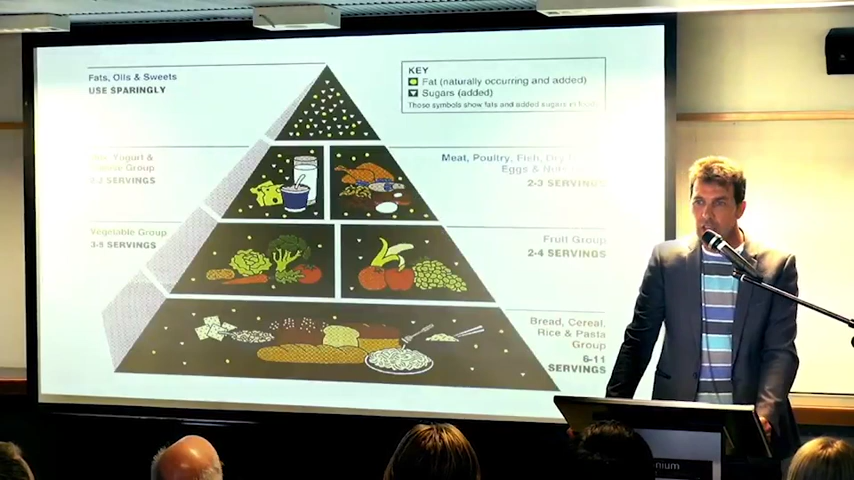 Fats, Oils & Sweets
USE SPARINGLY
KEY
Fat (naturally occurring and added)
Sugars (added)
These symbols show fats and added sugars in
Yogurt &
Group
SERVINGS
Meat, Poultry, Fish, Dry
Eggs &
2-3 SERVINGS
Vegetable Group
3-5 SERVINGS
Fruit Group
2-4 SERVINGS
Bread, Cereal,
Rice & Pasta
Group
6-11
SERVINGS